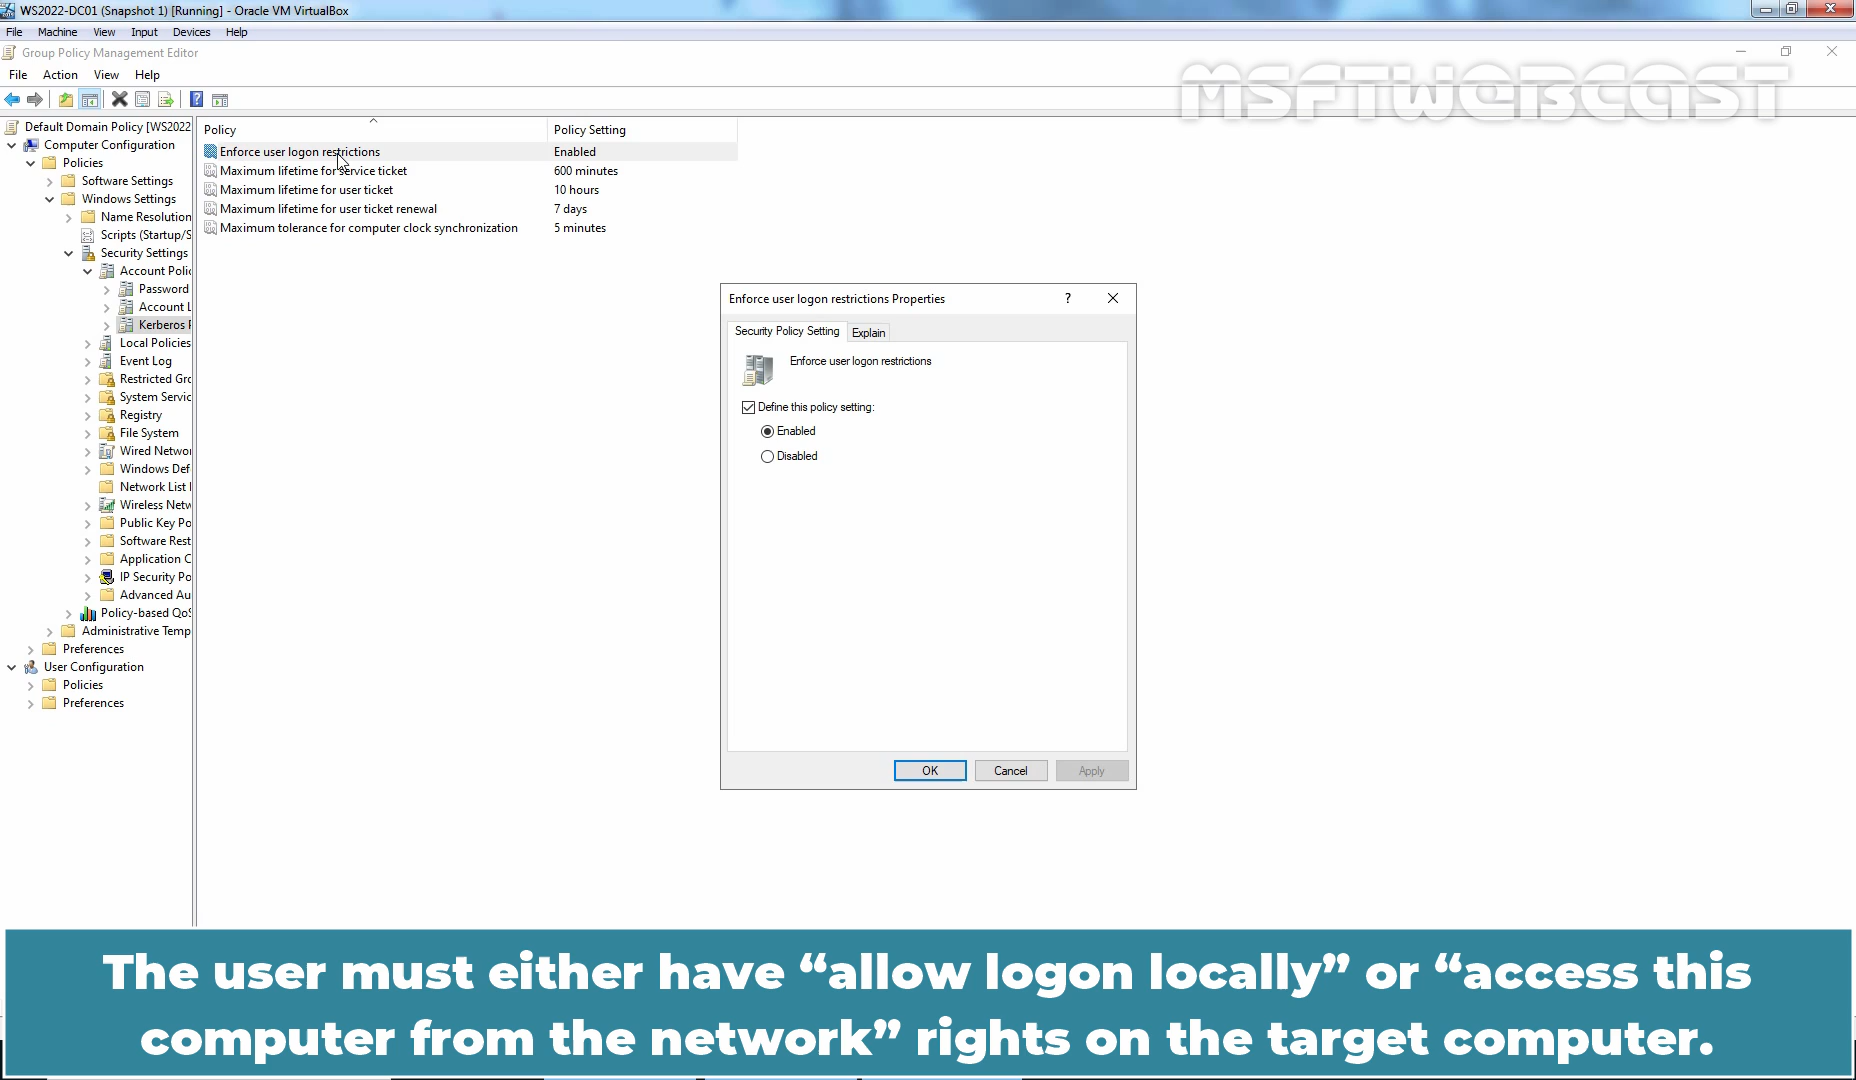 WS2022-DC01 (Snapshot 1) [Running] - Oracle VM VirtualBox
File Machine View Input Devices Help
Group Policy Management Editor
File Action View Help
MSFTWEBCAST
Default Domain Policy [WS2022
Computer Configuration
Policies
Software Settings
Windows Settings
Name Resolution
Scripts (Startup/S
Security Settings
Account Polic
Password
Account L
Kerberos P
Local Policies
Event Log
Restricted Gro
System Servic
Registry
File System
Wired Networ
Windows Def
Network List
Wireless Netw
Public Key Po
Software Rest
Application C
IP Security Po
Advanced Au
Policy-based QoS
Administrative Temp
Preferences
User Configuration
Policies
Preferences
Policy Policy Setting
Enforce user logon restrictions Enabled
Maximum lifetime for service ticket 600 minutes
Maximum lifetime for user ticket 10 hours
Maximum lifetime for user ticket renewal 7 days
Maximum tolerance for computer clock synchronization 5 minutes
Enforce user logon restrictions Properties ?
Security Policy Setting Explain
Enforce user logon restrictions
Define this policy setting:
Enabled
Disabled
OK Cancel Apply
The user must either have “allow logon locally” or “access this
computer from the network” rights on the target computer.